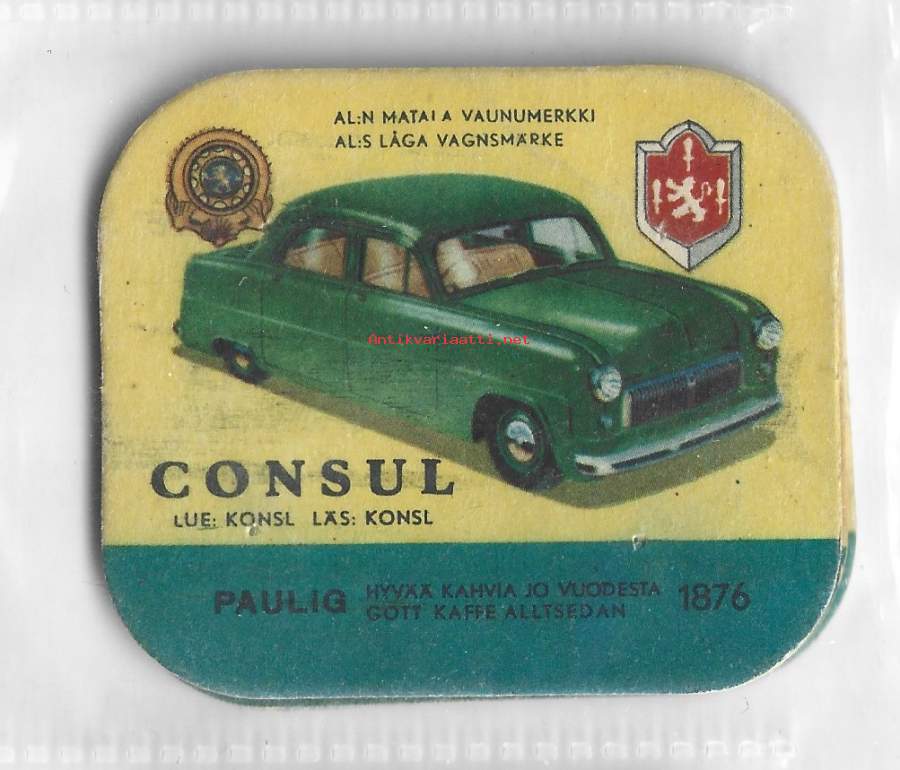 AL:N MATALA VAUNUMERKKI
AL:S LÅGA VAGNSMÄRKE
Antikvariaatti.net
CONSUL
LUE: KONSL LÄS: KONSL
PAULIG HYVÄÄ KAHVIA JO VUODESTA 1876
GOTT KAFFE ALLTSEDAN